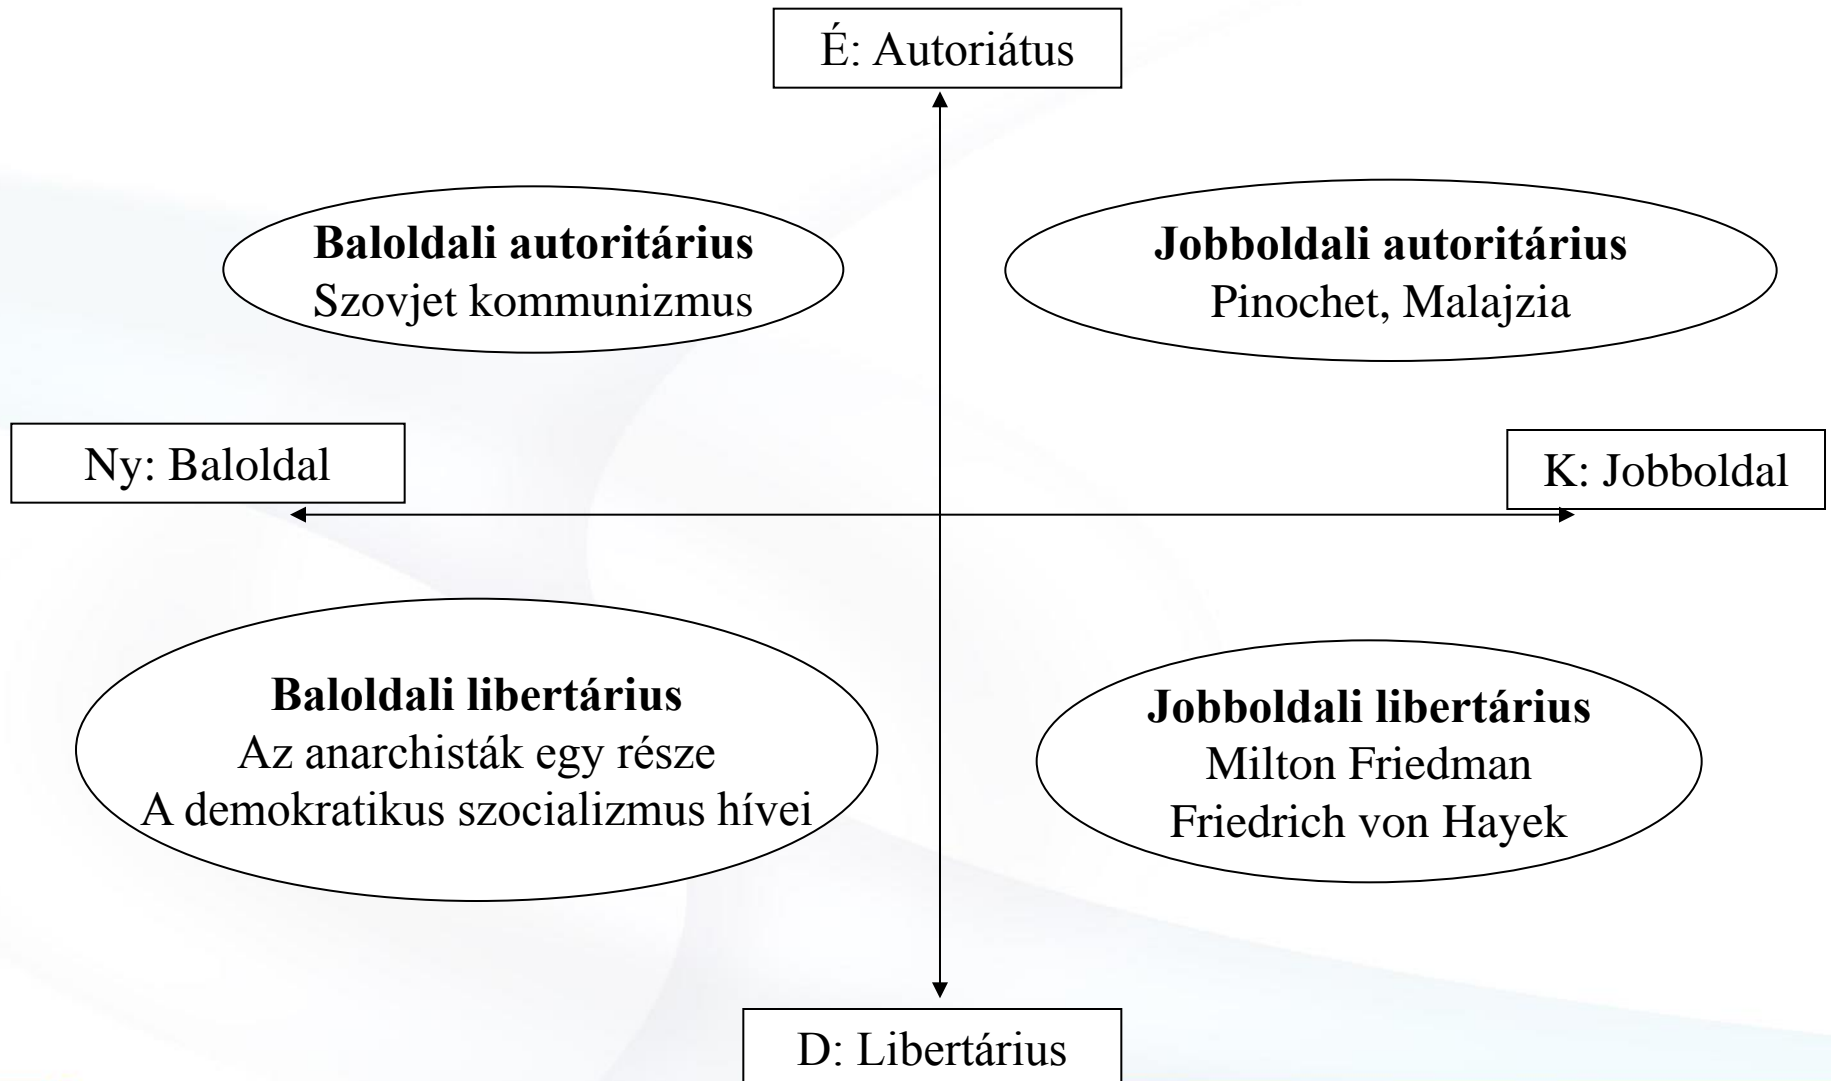 É: Autoriátus
Baloldali autoritárius
Szovjet kommunizmus
Jobboldali autoritárius
Pinochet, Malajzia
Ny: Baloldal
K: Jobboldal
Baloldali libertárius
Az anarchisták egy része
A demokratikus szocializmus hívei
Jobboldali libertárius
Milton Friedman
Friedrich von Hayek
D: Libertárius